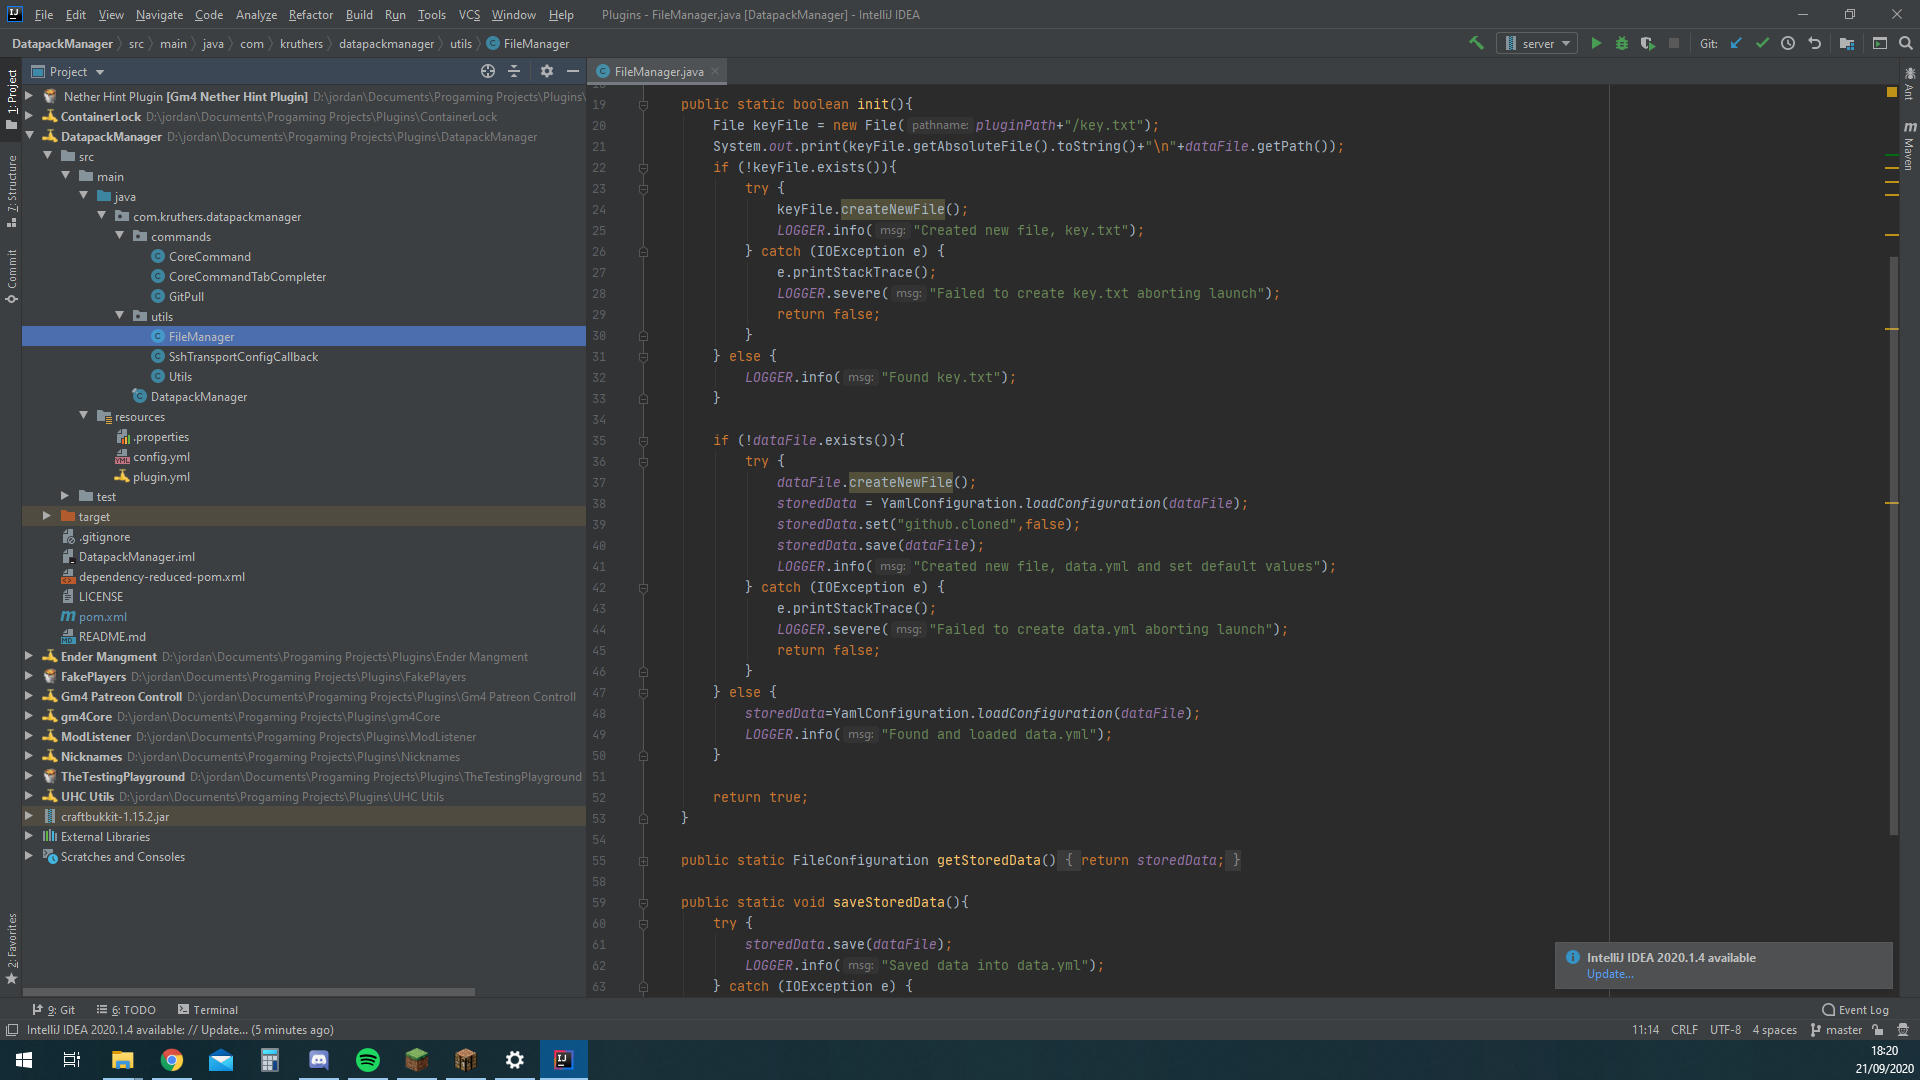 File Edit View Navigate Code Analyze Refactor Build Run Tools VCS Window Help Plugins - FileManager.java [DatapackManager] - IntelliJ IDEA
DatapackManager src main java com kruthers datapackmanager utils FileManager server Git:
Project
FileManager.java
1: Project
7: Structure
Commit
2: Favorites
Ant
Maven
Nether Hint Plugin [Gm4 Nether Hint Plugin] D:\jordan\Documents\Progaming Projects\Plugins\
ContainerLock D:\jordan\Documents\Progaming Projects\Plugins\ContainerLock
DatapackManager D:\jordan\Documents\Progaming Projects\Plugins\DatapackManager
src
main
java
com.kruthers.datapackmanager
commands
CoreCommand
CoreCommandTabCompleter
GitPull
utils
FileManager
SshTransportConfigCallback
Utils
DatapackManager
resources
.properties
config.yml
plugin.yml
test
target
.gitignore
DatapackManager.iml
dependency-reduced-pom.xml
LICENSE
pom.xml
README.md
Ender Mangment D:\jordan\Documents\Progaming Projects\Plugins\Ender Mangment
FakePlayers D:\jordan\Documents\Progaming Projects\Plugins\FakePlayers
Gm4 Patreon Controll D:\jordan\Documents\Progaming Projects\Plugins\Gm4 Patreon Controll
gm4Core D:\jordan\Documents\Progaming Projects\Plugins\gm4Core
ModListener D:\jordan\Documents\Progaming Projects\Plugins\ModListener
Nicknames D:\jordan\Documents\Progaming Projects\Plugins\Nicknames
TheTestingPlayground D:\jordan\Documents\Progaming Projects\Plugins\TheTestingPlayground
UHC Utils D:\jordan\Documents\Progaming Projects\Plugins\UHC Utils
craftbukkit-1.15.2.jar
External Libraries
Scratches and Consoles
19 public static boolean init(){
20 File keyFile = new File( pathname: pluginPath+"/key.txt");
21 System.out.print(keyFile.getAbsoluteFile().toString()+"\n"+dataFile.getPath());
22 if (!keyFile.exists()){
23 try {
24 keyFile.createNewFile();
25 LOGGER.info( msg: "Created new file, key.txt");
26 } catch (IOException e) {
27 e.printStackTrace();
28 LOGGER.severe( msg: "Failed to create key.txt aborting launch");
29 return false;
30 }
31 } else {
32 LOGGER.info( msg: "Found key.txt");
33 }
34
35 if (!dataFile.exists()){
36 try {
37 dataFile.createNewFile();
38 storedData = YamlConfiguration.loadConfiguration(dataFile);
39 storedData.set("github.cloned",false);
40 storedData.save(dataFile);
41 LOGGER.info( msg: "Created new file, data.yml and set default values");
42 } catch (IOException e) {
43 e.printStackTrace();
44 LOGGER.severe( msg: "Failed to create data.yml aborting launch");
45 return false;
46 }
47 } else {
48 storedData=YamlConfiguration.loadConfiguration(dataFile);
49 LOGGER.info( msg: "Found and loaded data.yml");
50 }
51
52 return true;
53 }
54
55 public static FileConfiguration getStoredData() { return storedData; }
58
59 public static void saveStoredData(){
60 try {
61 storedData.save(dataFile);
62 LOGGER.info( msg: "Saved data into data.yml");
63 } catch (IOException e) {
IntelliJ IDEA 2020.1.4 available
Update...
9: Git 6: TODO Terminal Event Log
IntelliJ IDEA 2020.1.4 available: // Update... (5 minutes ago) 11:14 CRLF UTF-8 4 spaces master
18:20
21/09/2020